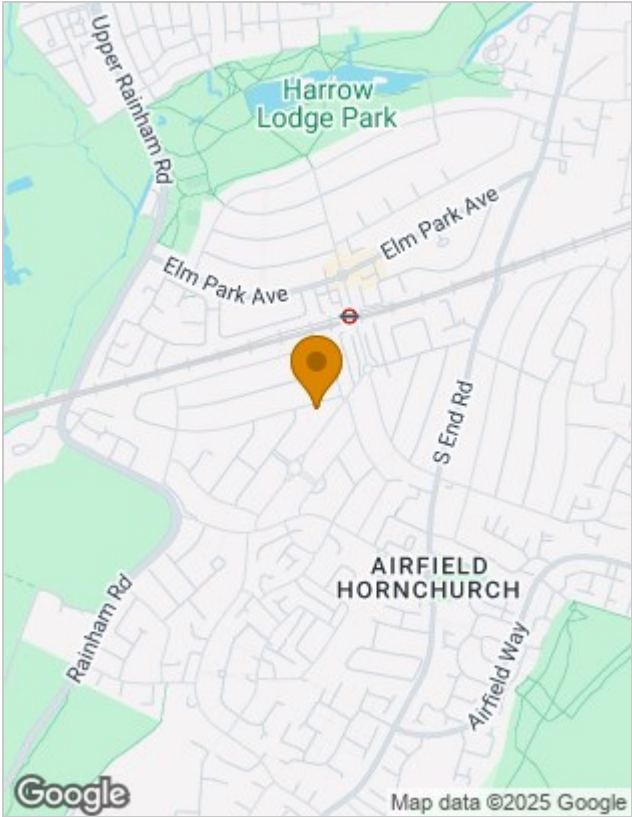 Upper Rainham Rd
Harrow
Lodge Park
Elm Park Ave
Elm Park Ave
S End Rd
AIRFIELD
HORNCHURCH
Rainham Rd
Airfield Way
Google
Map data ©2025 Google